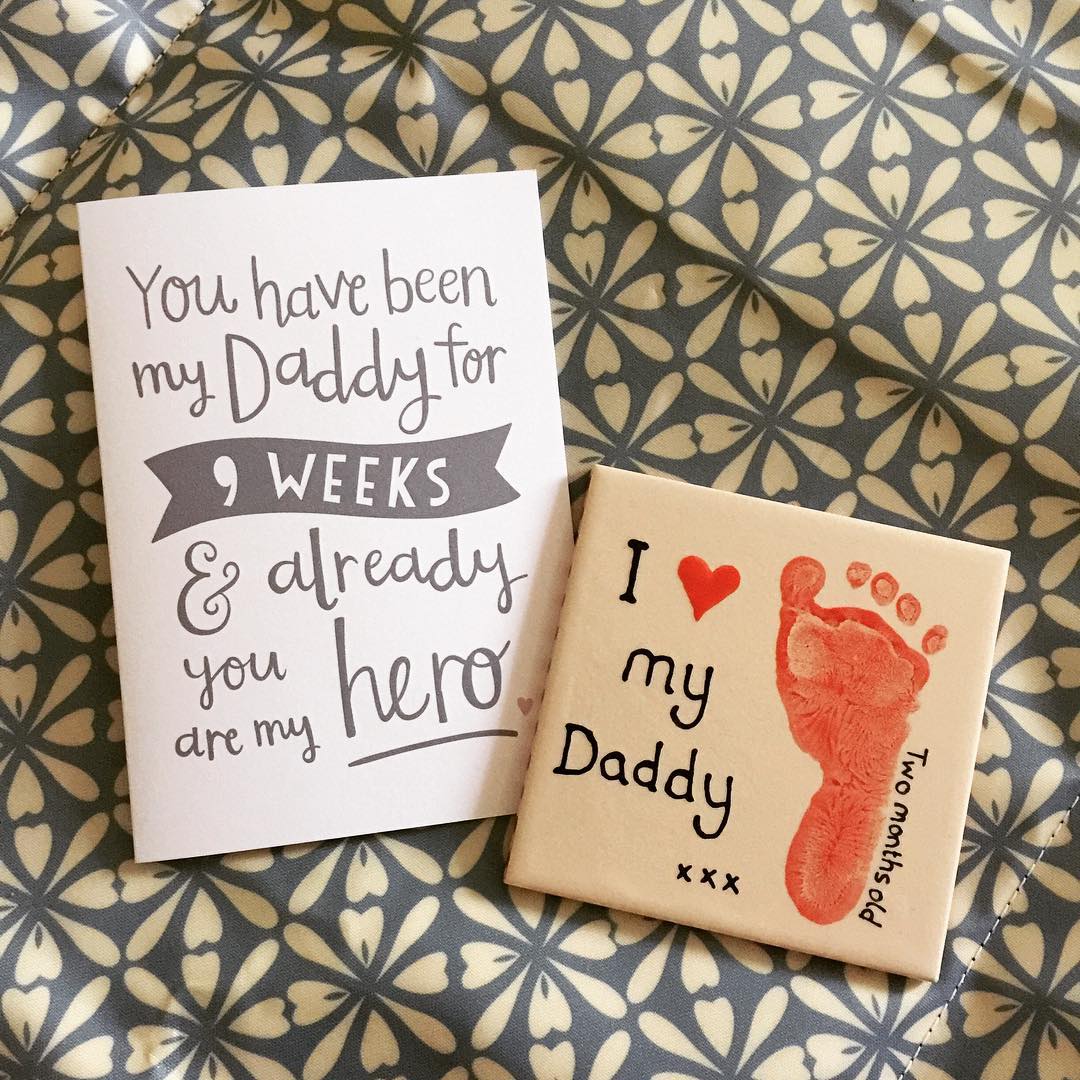 You have been
my Daddy for
9 WEEKS
& already
you
are my hero
I ♥
my
Daddy
xxx
Two months old